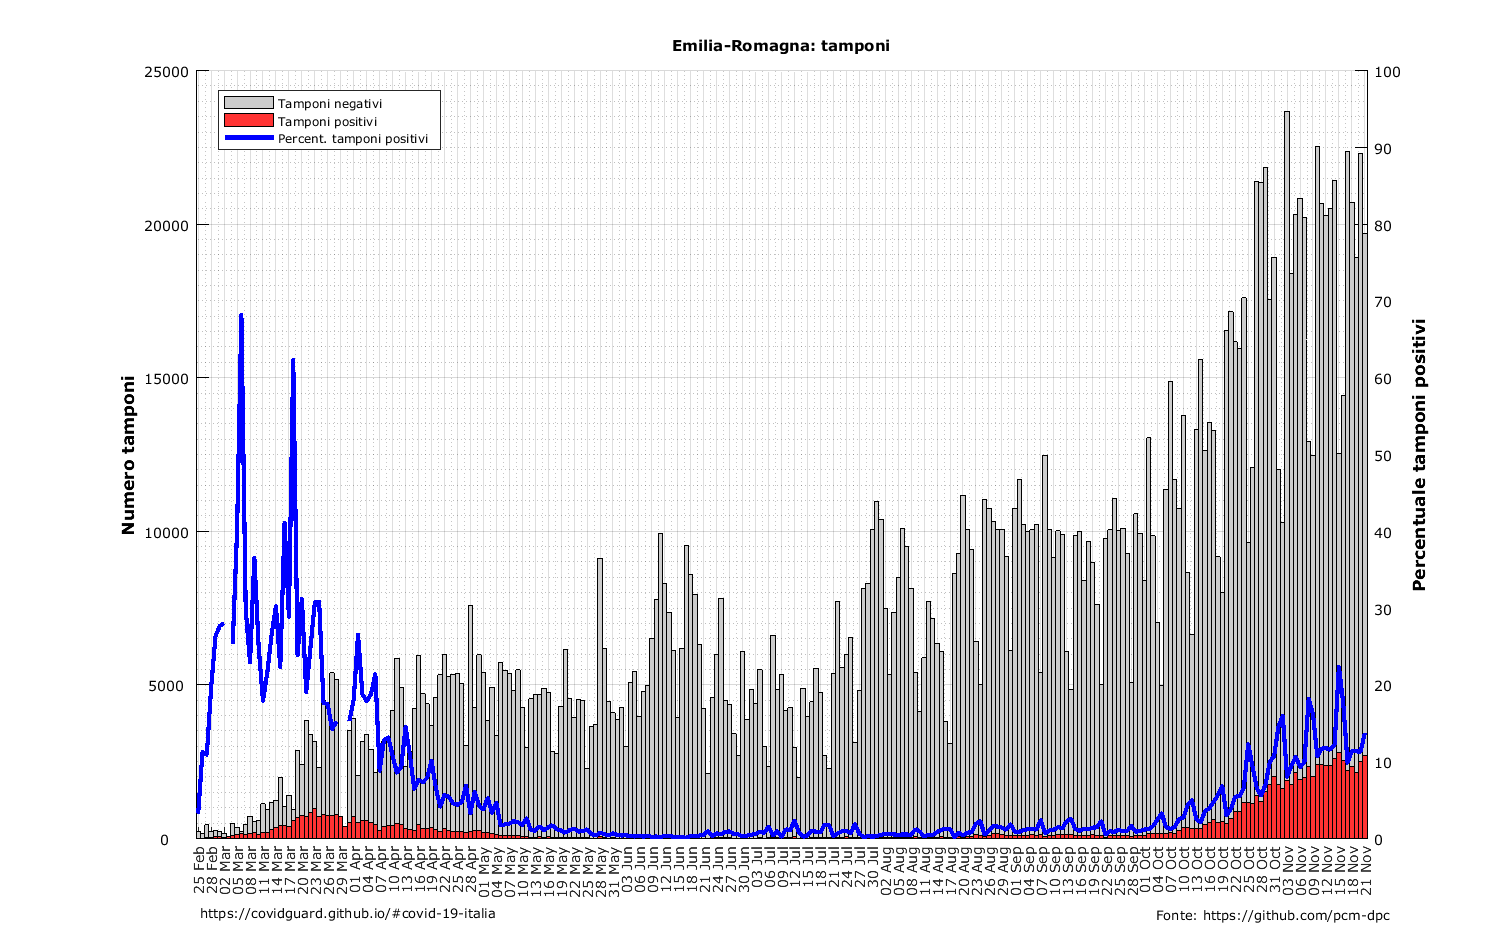 Emilia-Romagna: tamponi
Tamponi negativi
Tamponi positivi
Percent. tamponi positivi
Numero tamponi
25000
20000
15000
10000
5000
0
Percentuale tamponi positivi
100
90
80
70
60
50
40
30
20
10
0
25 Feb
28 Feb
02 Mar
05 Mar
08 Mar
11 Mar
14 Mar
17 Mar
20 Mar
23 Mar
26 Mar
29 Mar
01 Apr
04 Apr
07 Apr
10 Apr
13 Apr
16 Apr
19 Apr
22 Apr
25 Apr
28 Apr
01 May
04 May
07 May
10 May
13 May
16 May
19 May
22 May
25 May
28 May
31 May
03 Jun
06 Jun
09 Jun
12 Jun
15 Jun
18 Jun
21 Jun
24 Jun
27 Jun
30 Jun
03 Jul
06 Jul
09 Jul
12 Jul
15 Jul
18 Jul
21 Jul
24 Jul
27 Jul
30 Jul
02 Aug
05 Aug
08 Aug
11 Aug
14 Aug
17 Aug
20 Aug
23 Aug
26 Aug
29 Aug
01 Sep
04 Sep
07 Sep
10 Sep
13 Sep
16 Sep
19 Sep
22 Sep
25 Sep
28 Sep
01 Oct
04 Oct
07 Oct
10 Oct
13 Oct
16 Oct
19 Oct
22 Oct
25 Oct
28 Oct
31 Oct
03 Nov
06 Nov
09 Nov
12 Nov
15 Nov
18 Nov
21 Nov
https://covidguard.github.io/#covid-19-italia
Fonte: https://github.com/pcm-dpc